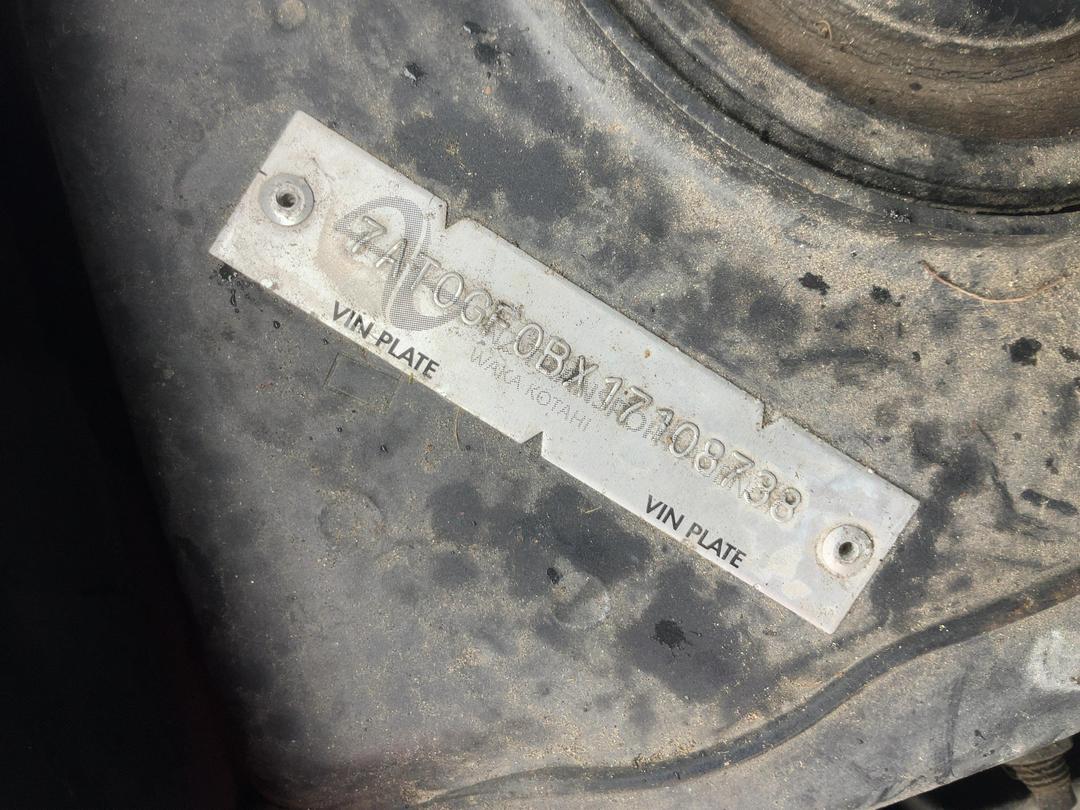 7AT0GF0BX17108738
WAKA KOTAHI
VIN PLATE
VIN PLATE